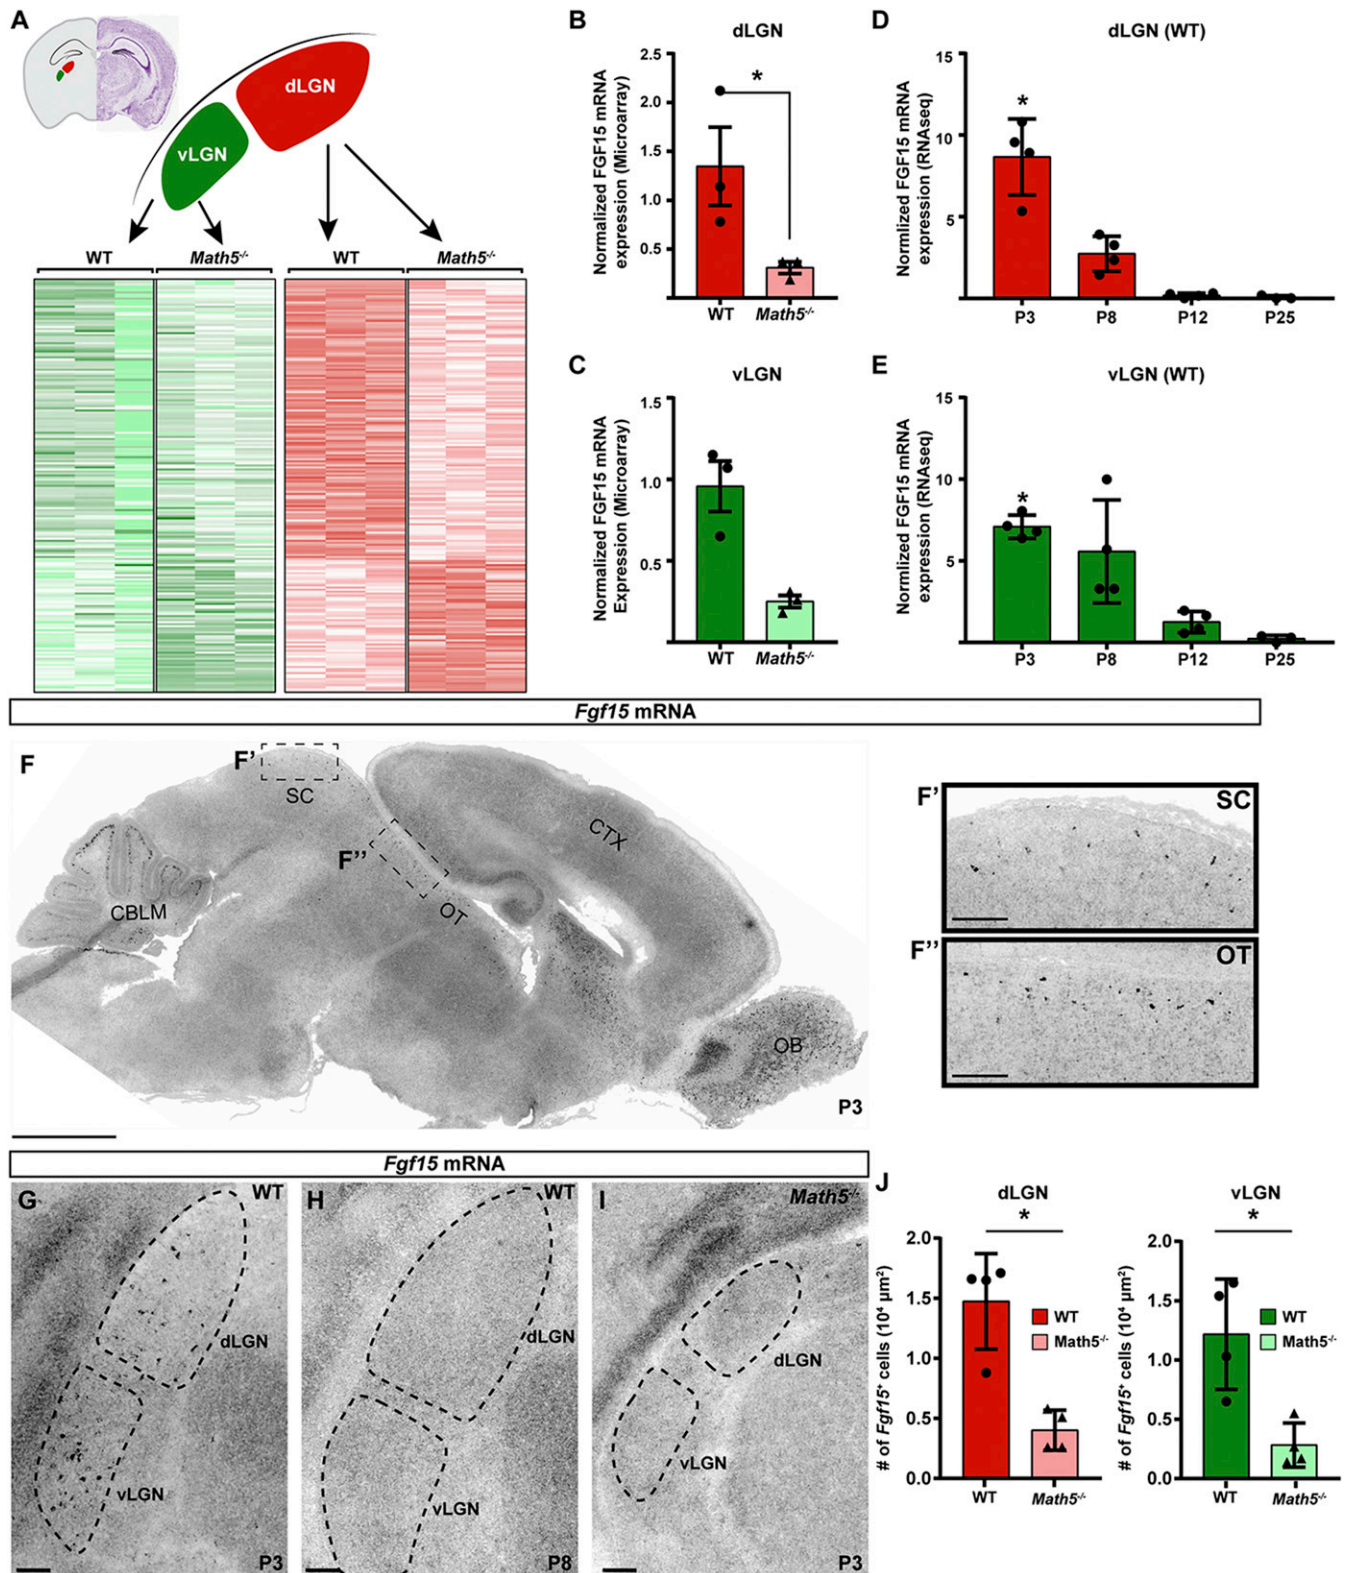 A
dLGN
vLGN
WT
Math5-/-
WT
Math5-/-
B
dLGN
Normalized FGF15 mRNA
expression (Microarray)
2.5
2.0
1.5
1.0
0.5
*
WT
Math5-/-
C
vLGN
Normalized FGF15 mRNA
Expression (Microarray)
1.5
1.0
0.5
WT
Math5-/-
D
dLGN (WT)
Normlized FGF15 mRNA
expression (RNAseq)
15
10
5
*
P3
P8
P12
P25
E
vLGN (WT)
Normlized FGF15 mRNA
expression (RNAseq)
15
10
5
*
P3
P8
P12
P25
Fgf15 mRNA
F
F'
SC
F''
CTX
OT
CBLM
OB
P3
F'
SC
F''
OT
Fgf15 mRNA
G
WT
dLGN
vLGN
P3
H
WT
dLGN
vLGN
P8
I
Math5-/-
dLGN
vLGN
P3
J
dLGN
# of Fgf15+ cells (10⁴ μm²)
2.0
1.5
1.0
0.5
0.0
*
WT
Math5-/-
WT
Math5-/-
vLGN
# of Fgf15+ cells (10⁴ μm²)
2.0
1.5
1.0
0.5
0.0
*
WT
Math5-/-
WT
Math5-/-